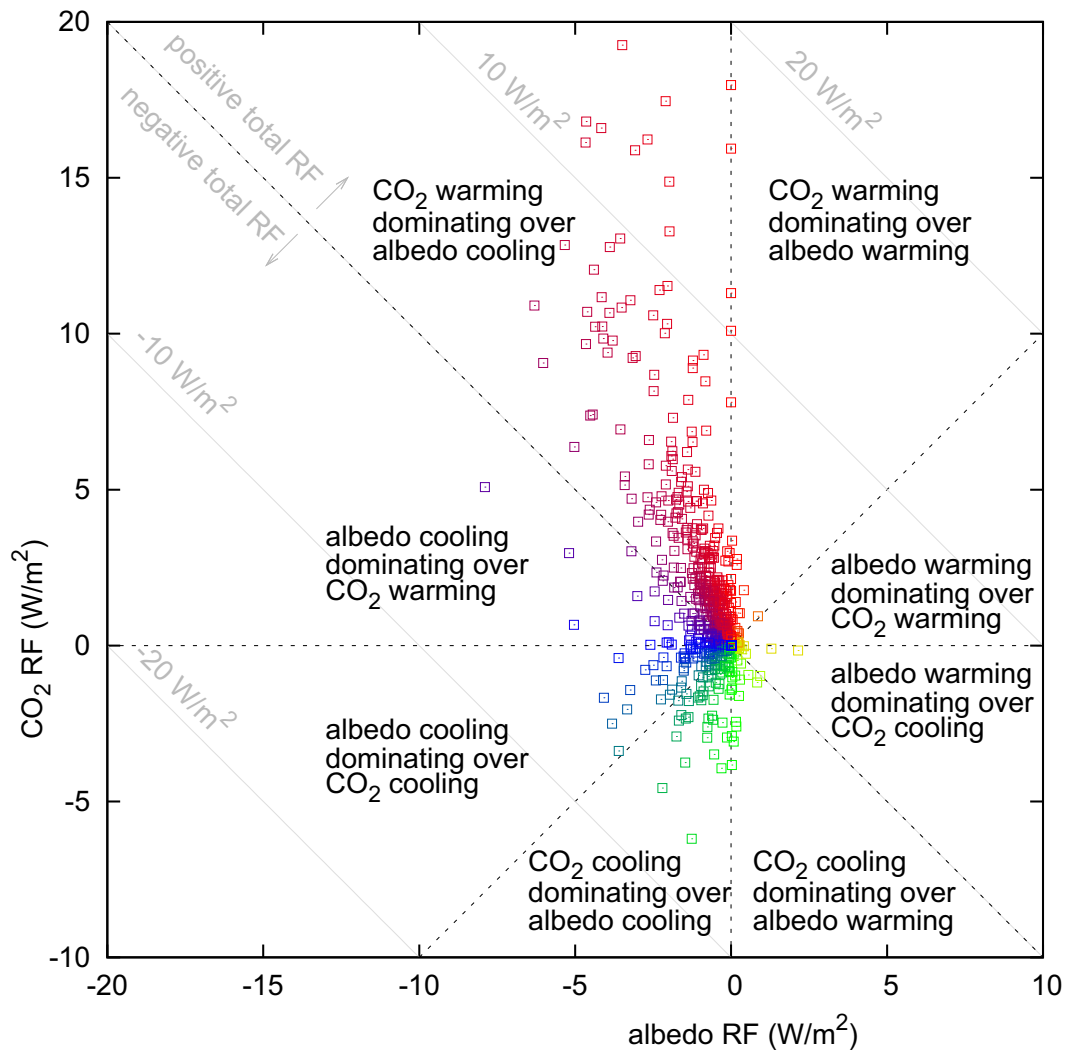 20
15
10
5
0
-5
-10
CO2 RF (W/m2)
positive total RF
negative total RF
10 W/m2
20 W/m2
-10 W/m2
-20 W/m2
CO2 warming
dominating over
albedo cooling
CO2 warming
dominating over
albedo warming
albedo cooling
dominating over
CO2 warming
albedo warming
dominating over
CO2 warming
albedo warming
dominating over
CO2 cooling
albedo cooling
dominating over
CO2 cooling
CO2 cooling
dominating over
albedo cooling
CO2 cooling
dominating over
albedo warming
-20 -15 -10 -5 0 5 10
albedo RF (W/m2)